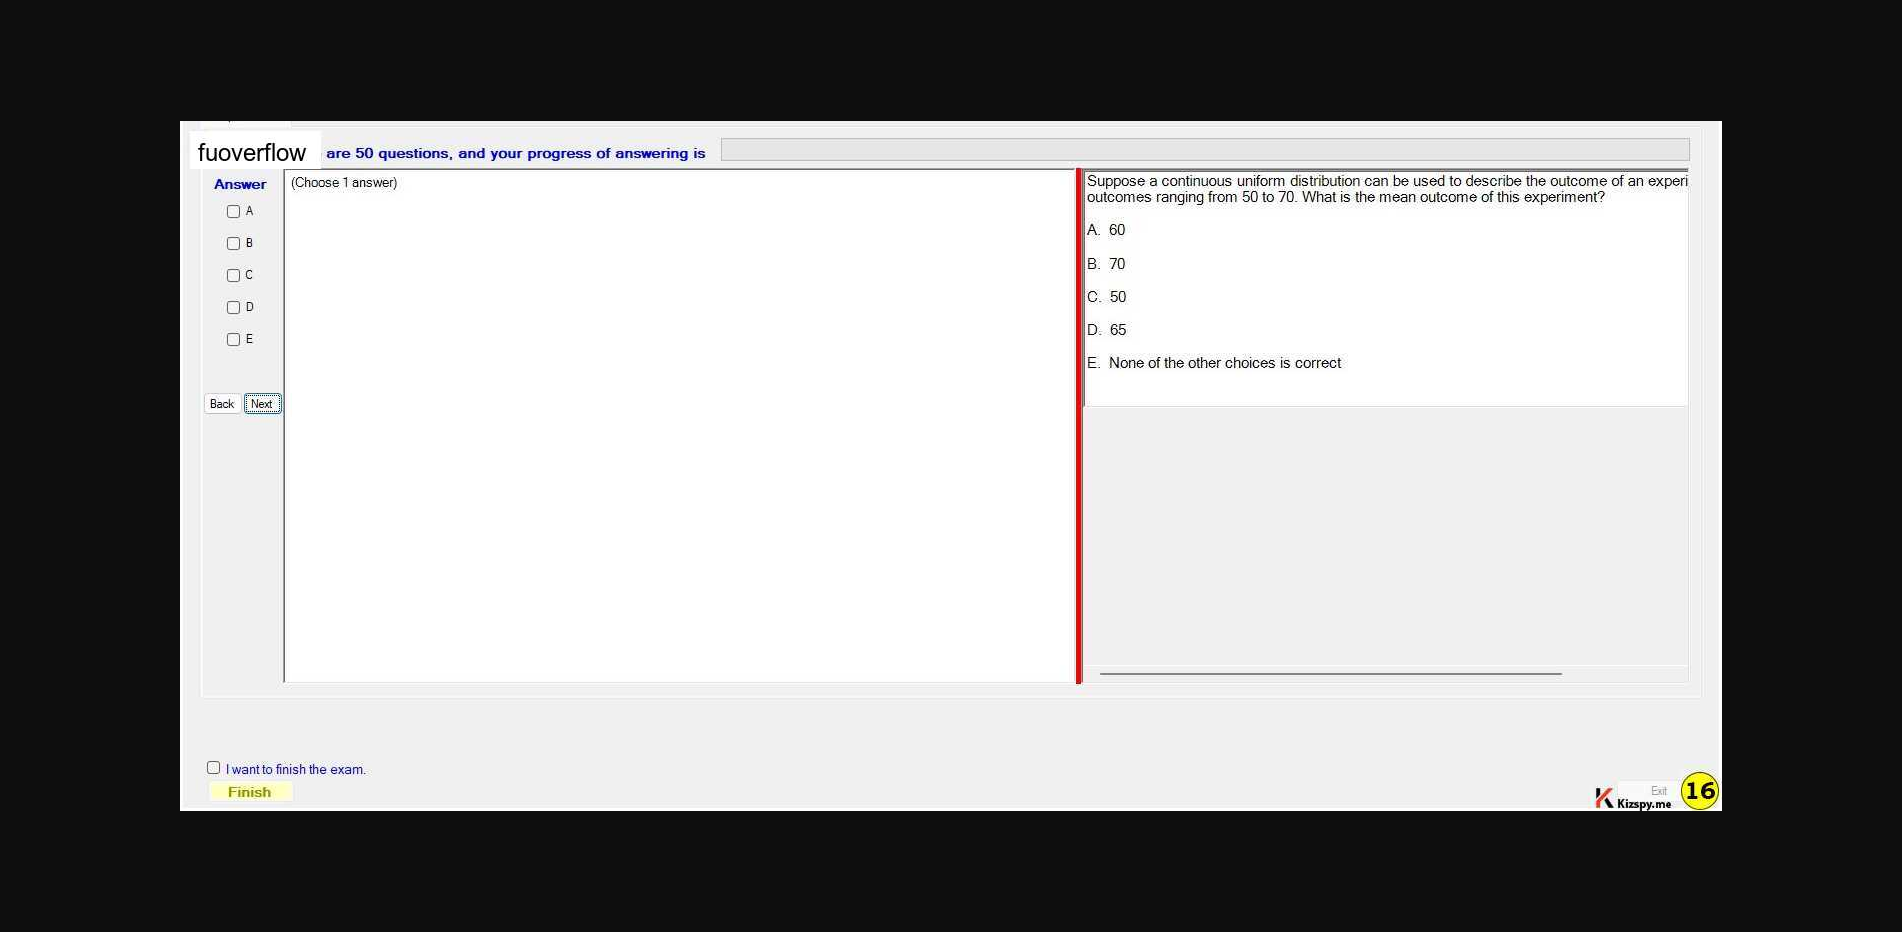 fuoverflow are 50 questions, and your progress of answering is
Answer
(Choose 1 answer)
A
B
C
D
E
Back Next
Suppose a continuous uniform distribution can be used to describe the outcome of an experi
outcomes ranging from 50 to 70. What is the mean outcome of this experiment?
A. 60
B. 70
C. 50
D. 65
E. None of the other choices is correct
I want to finish the exam.
Finish
Exit
Kizspy.me
16